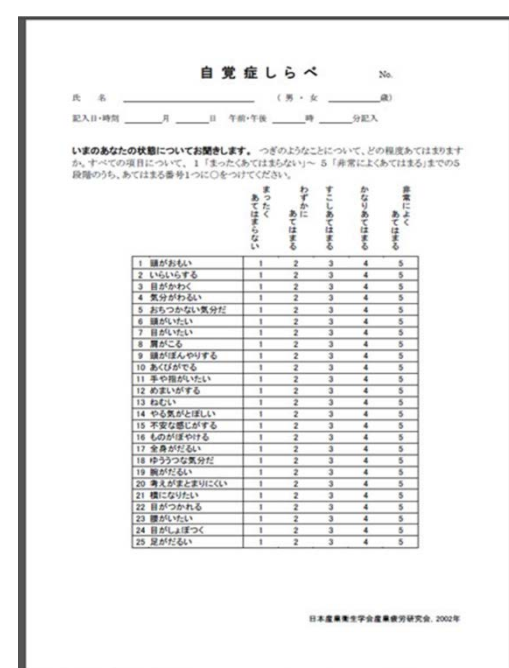 自覚症しらべ No.
氏 名 ( 男 ・ 女 歳)
記入日・時刻 月 日 午前・午後 時 分記入
いまのあなたの状態についてお聞きします。 つぎのようなことについて、どの程度あてはまります
か。すべての項目について、 1「まったくあてはまらない」~ 5「非常によくあてはまる」までの5
段階のうち、あてはまる番号1つに○をつけてください。
まったくあてはまらない
わずかにあてはまる
すこしあてはまる
かなりあてはまる
非常によくあてはまる
1 頭がおもい 1 2 3 4 5
2 いらいらする 1 2 3 4 5
3 目がかわく 1 2 3 4 5
4 気分がわるい 1 2 3 4 5
5 おちつかない気分だ 1 2 3 4 5
6 頭がいたい 1 2 3 4 5
7 目がいたい 1 2 3 4 5
8 肩がこる 1 2 3 4 5
9 頭がぼんやりする 1 2 3 4 5
10 あくびがでる 1 2 3 4 5
11 手や指がいたい 1 2 3 4 5
12 めまいがする 1 2 3 4 5
13 ねむい 1 2 3 4 5
14 やる気がとぼしい 1 2 3 4 5
15 不安な感じがする 1 2 3 4 5
16 ものがぼやける 1 2 3 4 5
17 全身がだるい 1 2 3 4 5
18 ゆううつな気分だ 1 2 3 4 5
19 腕がだるい 1 2 3 4 5
20 考えがまとまりにくい 1 2 3 4 5
21 横になりたい 1 2 3 4 5
22 目がつかれる 1 2 3 4 5
23 腰がいたい 1 2 3 4 5
24 目がしょぼつく 1 2 3 4 5
25 足がだるい 1 2 3 4 5
日本産業衛生学会産業疲労研究会, 2002年